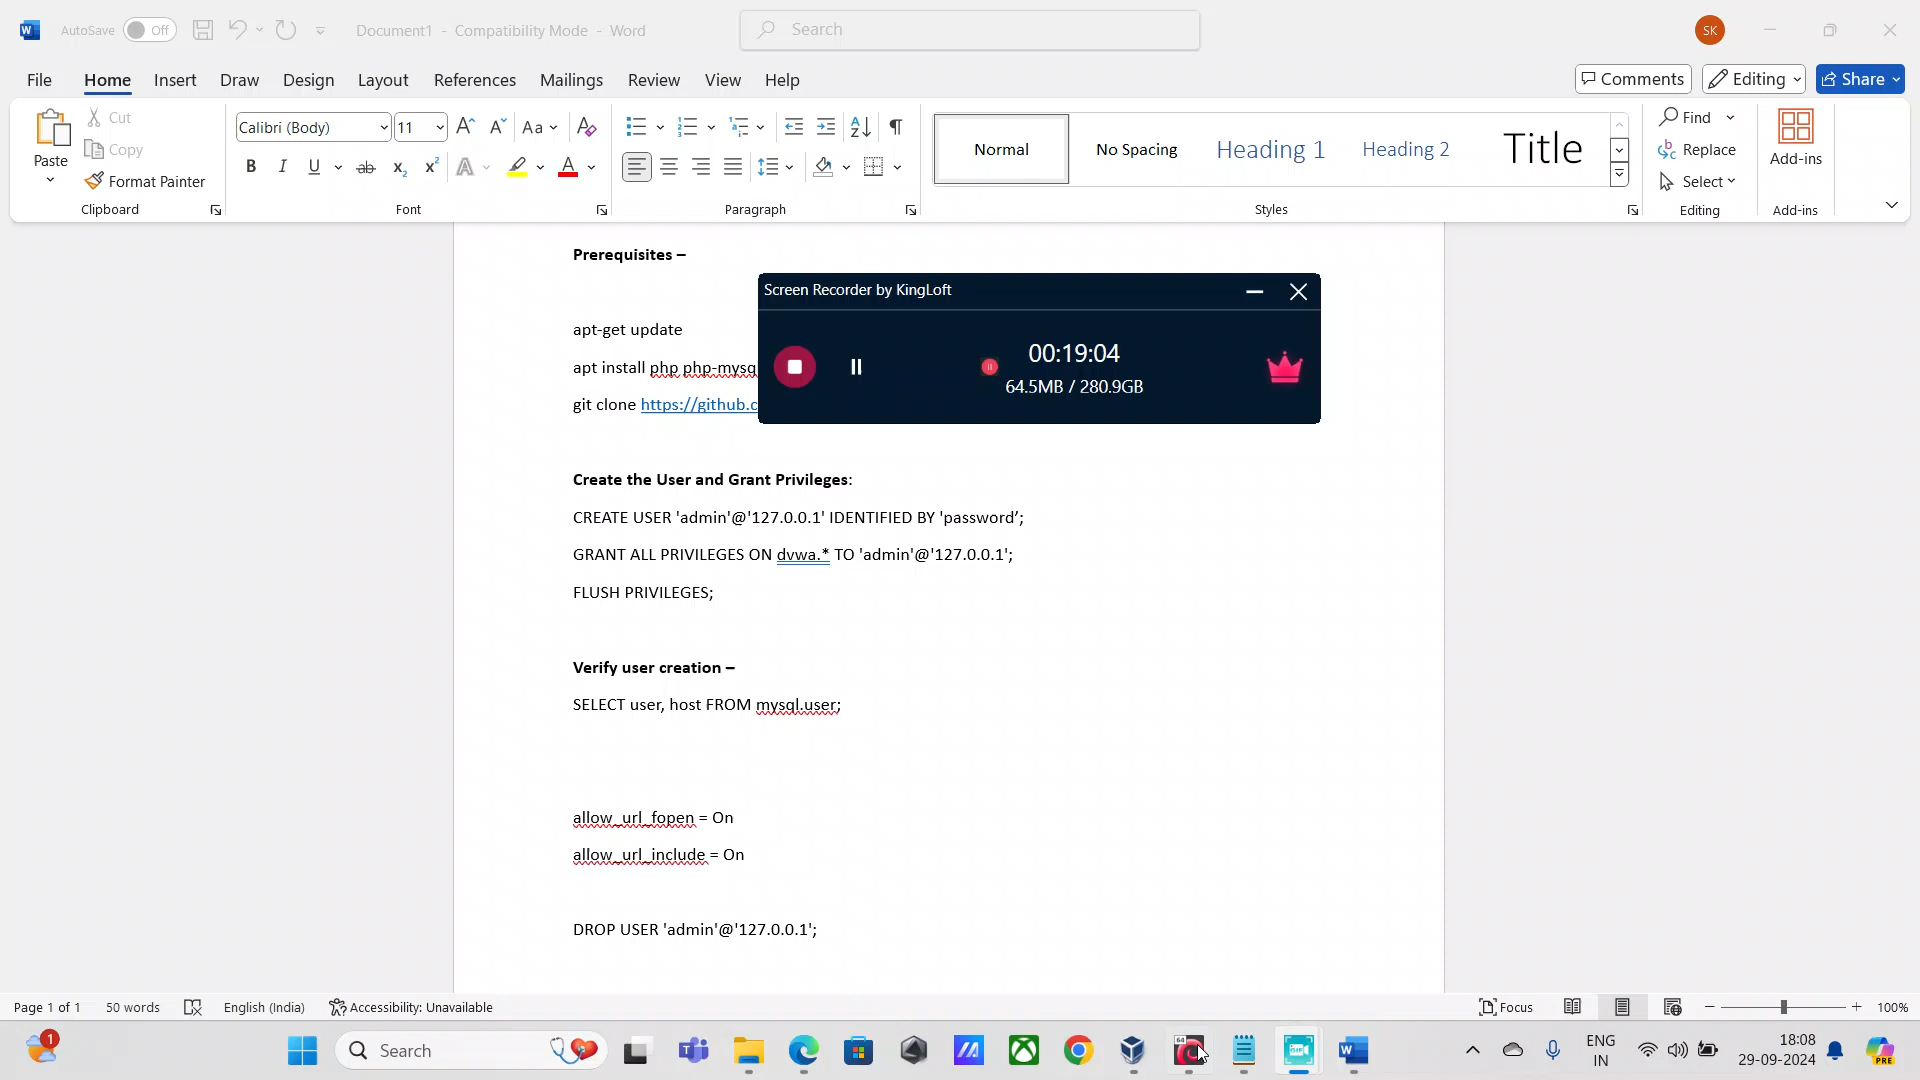 AutoSave Off Document1 - Compatibility Mode - Word Search SK
File Home Insert Draw Design Layout References Mailings Review View Help Comments Editing Share
Paste Cut Calibri (Body) 11 Aa Normal No Spacing Heading 1 Heading 2 Title Find Add-ins
Copy Replace
Format Painter B I U ab Select
Clipboard Font Paragraph Styles Editing Add-ins
Prerequisites –
Screen Recorder by KingLoft
apt-get update
00:19:04
apt install php php-mysq
64.5MB / 280.9GB
git clone https://github.c
Create the User and Grant Privileges:
CREATE USER 'admin'@'127.0.0.1' IDENTIFIED BY 'password’;
GRANT ALL PRIVILEGES ON dvwa.* TO 'admin'@'127.0.0.1';
FLUSH PRIVILEGES;
Verify user creation –
SELECT user, host FROM mysql.user;
allow_url_fopen = On
allow_url_include = On
DROP USER 'admin'@'127.0.0.1';
Page 1 of 1 50 words English (India) Accessibility: Unavailable Focus 100%
1 Search 64 ENG IN 18:08 29-09-2024 PRE